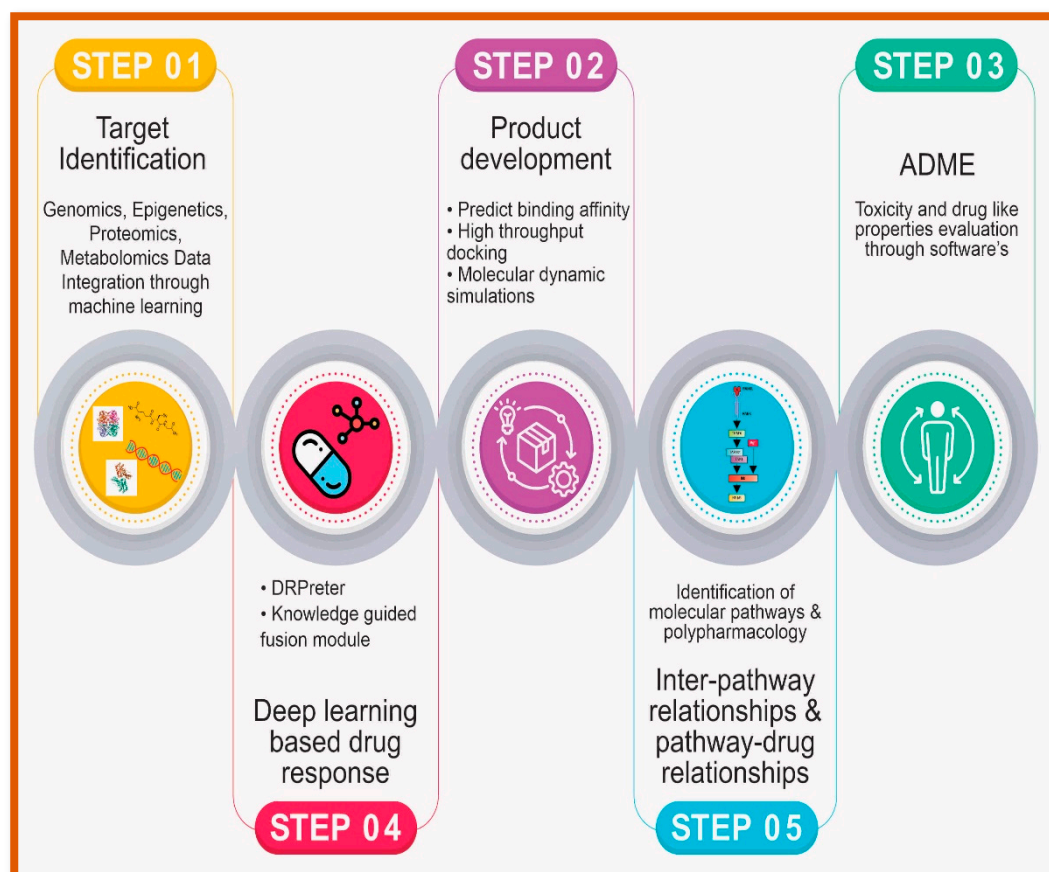 STEP 01
Target
Identification
Genomics, Epigenetics,
Proteomics,
Metabolomics Data
Integration through
machine learning
STEP 02
Product
development
• Predict binding affinity
• High throughput
docking
• Molecular dynamic
simulations
STEP 03
ADME
Toxicity and drug like
properties evaluation
through software's
• DRPreter
• Knowledge guided
fusion module
Deep learning
based drug
response
STEP 04
Identification of
molecular pathways &
polypharmacology
Inter-pathway
relationships &
pathway-drug
relationships
STEP 05